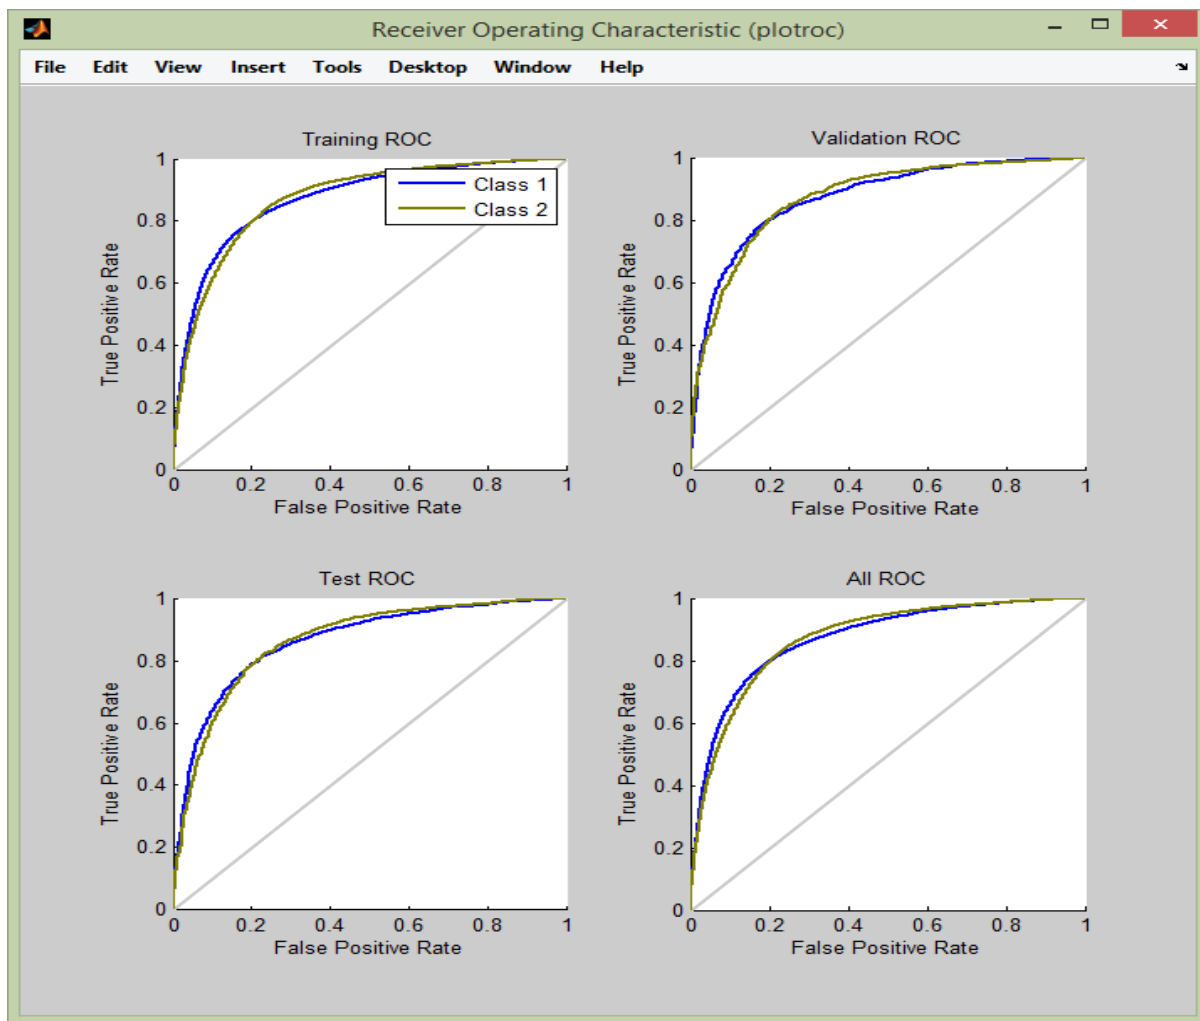 Receiver Operating Characteristic (plotroc)
File Edit View Insert Tools Desktop Window Help
Training ROC
1
0.8
0.6
0.4
0.2
0
True Positive Rate
Class 1
Class 2
0 0.2 0.4 0.6 0.8 1
False Positive Rate
Validation ROC
1
0.8
0.6
0.4
0.2
0
True Positive Rate
0 0.2 0.4 0.6 0.8 1
False Positive Rate
Test ROC
1
0.8
0.6
0.4
0.2
0
True Positive Rate
0 0.2 0.4 0.6 0.8 1
False Positive Rate
All ROC
1
0.8
0.6
0.4
0.2
0
True Positive Rate
0 0.2 0.4 0.6 0.8 1
False Positive Rate